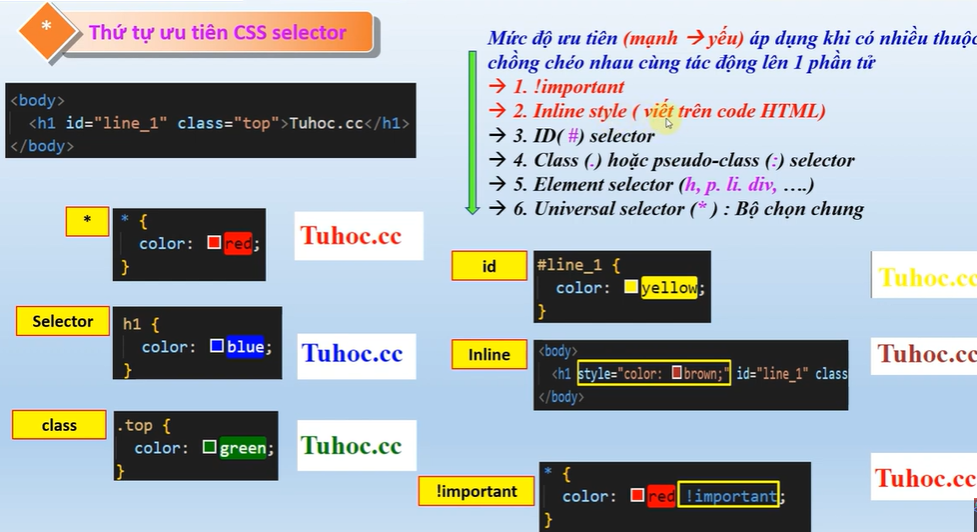 *
Thứ tự ưu tiên CSS selector
<body>
<h1 id="line_1" class="top">Tuhoc.cc</h1>
</body>
Mức độ ưu tiên (mạnh → yếu) áp dụng khi có nhiều thuộc
chồng chéo nhau cùng tác động lên 1 phần tử
→ 1. !important
→ 2. Inline style ( viết trên code HTML)
→ 3. ID( #) selector
→ 4. Class (.) hoặc pseudo-class (:) selector
→ 5. Element selector (h, p. li. div, ….)
→ 6. Universal selector (* ) : Bộ chọn chung
*
* {
color: red;
}
Tuhoc.cc
Selector
h1 {
color: blue;
}
Tuhoc.cc
class
.top {
color: green;
}
Tuhoc.cc
id
#line_1 {
color: yellow;
}
Tuhoc.cc
Inline
<body>
<h1 style="color: brown;" id="line_1" class
</body>
Tuhoc.cc
!important
* {
color: red !important;
}
Tuhoc.cc